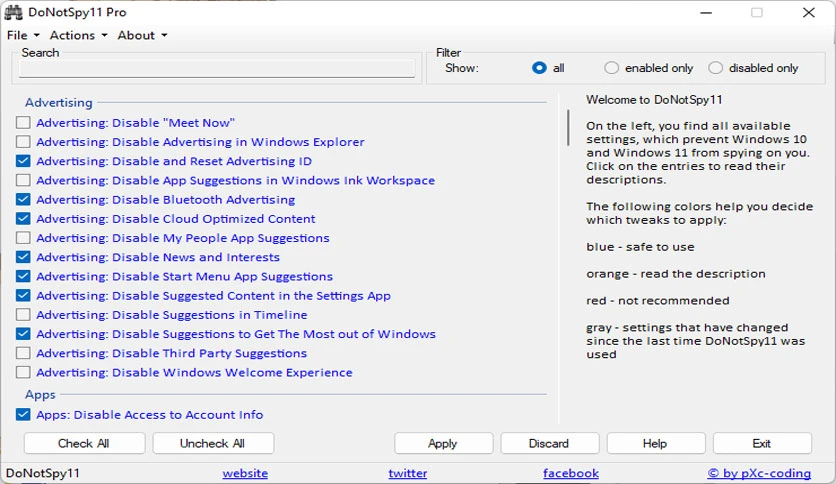 DoNotSpy11 Pro
File Actions About
Search
Filter
Show: all enabled only disabled only
Advertising
Advertising: Disable "Meet Now"
Advertising: Disable Advertising in Windows Explorer
Advertising: Disable and Reset Advertising ID
Advertising: Disable App Suggestions in Windows Ink Workspace
Advertising: Disable Bluetooth Advertising
Advertising: Disable Cloud Optimized Content
Advertising: Disable My People App Suggestions
Advertising: Disable News and Interests
Advertising: Disable Start Menu App Suggestions
Advertising: Disable Suggested Content in the Settings App
Advertising: Disable Suggestions in Timeline
Advertising: Disable Suggestions to Get The Most out of Windows
Advertising: Disable Third Party Suggestions
Advertising: Disable Windows Welcome Experience
Apps
Apps: Disable Access to Account Info
Welcome to DoNotSpy11
On the left, you find all available
settings, which prevent Windows 10
and Windows 11 from spying on you.
Click on the entries to read their
descriptions.
The following colors help you decide
which tweaks to apply:
blue - safe to use
orange - read the description
red - not recommended
gray - settings that have changed
since the last time DoNotSpy11 was
used
Check All Uncheck All Apply Discard Help Exit
DoNotSpy11 website twitter facebook © by pXc-coding